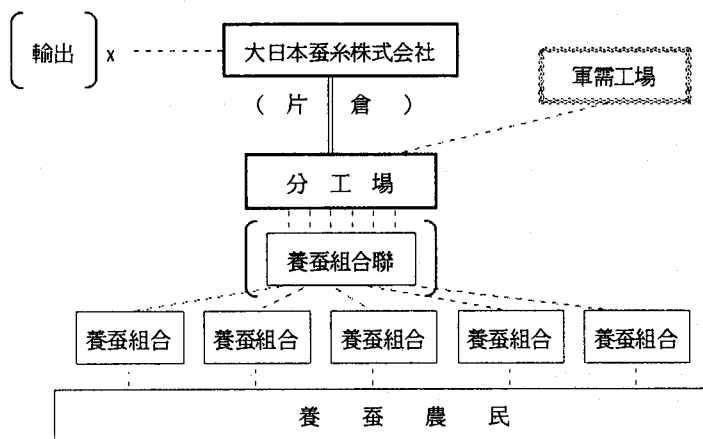 輸出 x 大日本蚕糸株式会社
軍需工場
(片倉)
分工場
養蚕組合聯
養蚕組合 養蚕組合 養蚕組合 養蚕組合 養蚕組合
養蚕農民